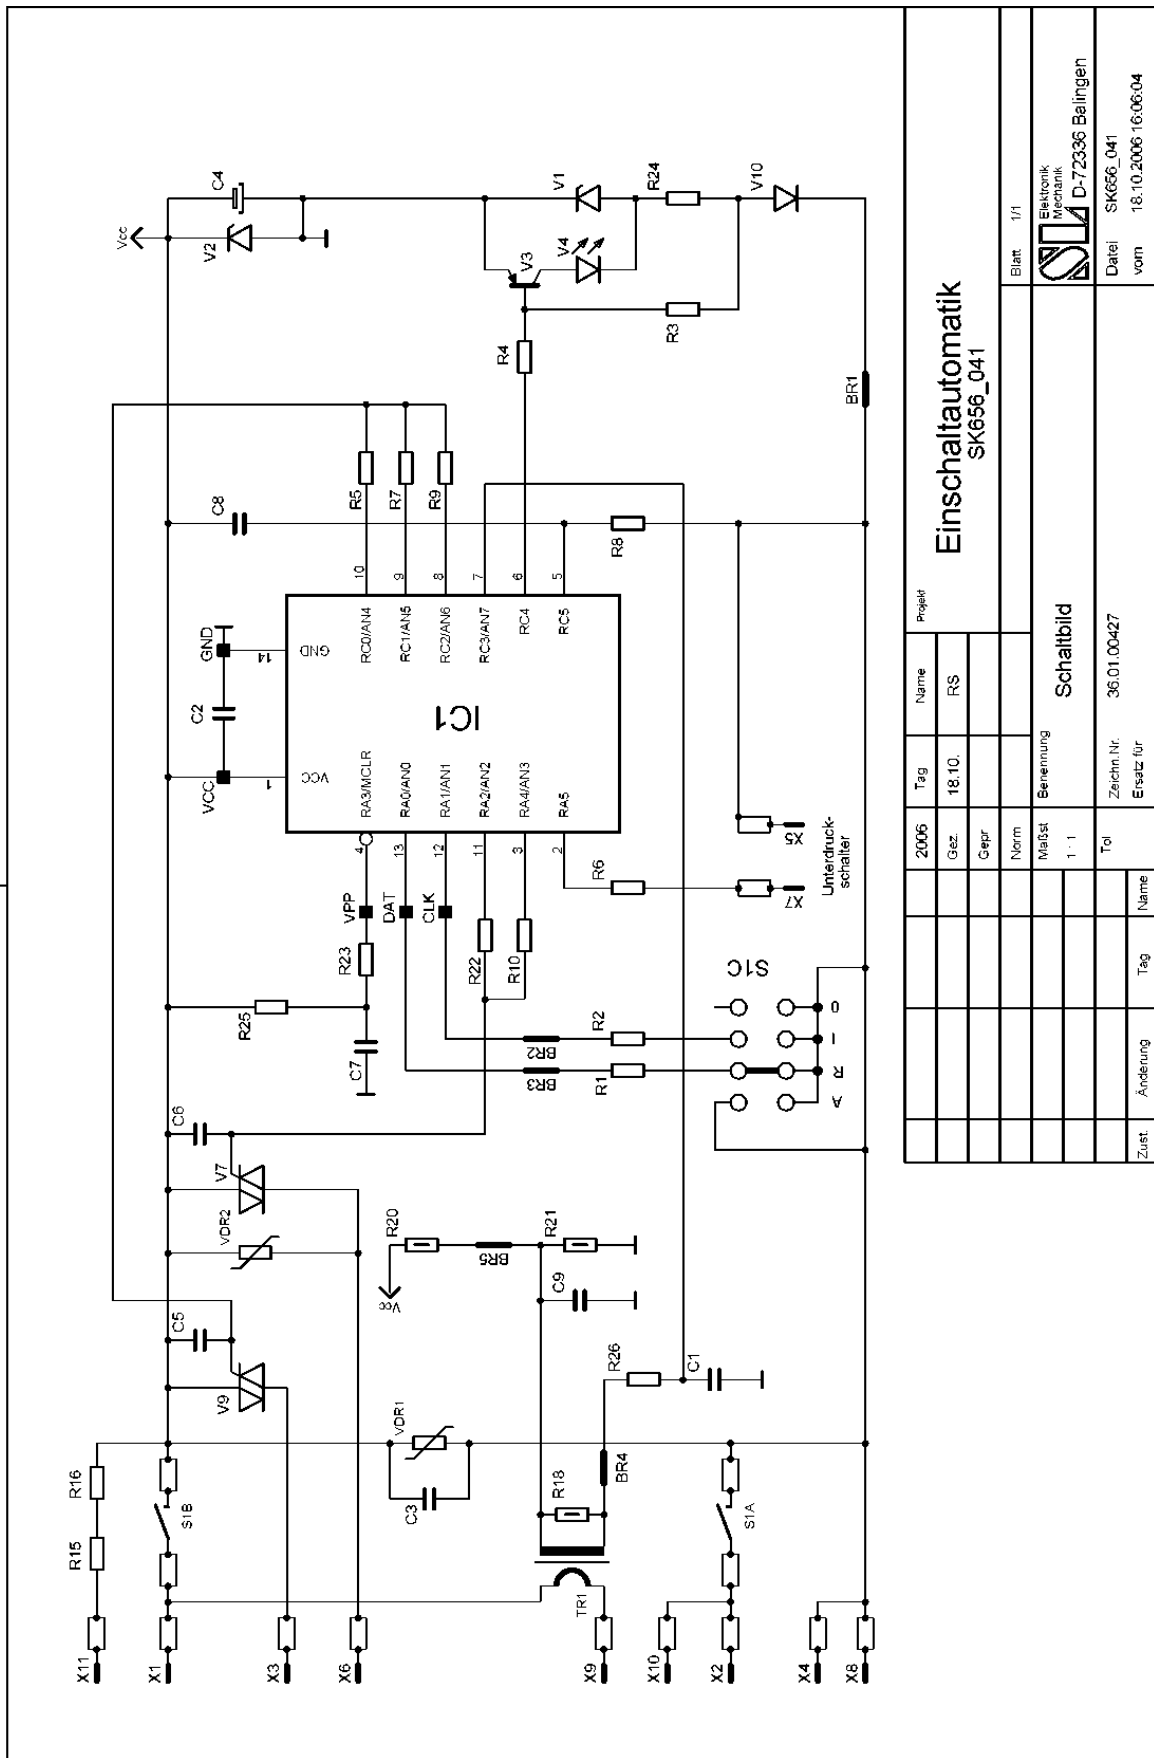 X11
R15
R16
X1
S1B
X3
X6
V9
C5
VDR2
V7
C6
VDR1
C3
X9
TR1
R18
BR4
R26
C1
C9
R21
BR5
R20
Vcc
X10
X2
S1A
X4
X8
R25
R23
C7
VPP
DAT
CLK
R22
R10
BR3
BR2
R1
R2
S1C
A
R
I
0
R6
X7
X5
Unterdruck-
schalter
VCC
C2
GND
1
14
VCC
GND
IC1
4
13
12
11
3
2
RA3/MCLR
RA0/AN0
RA1/AN1
RA2/AN2
RA4/AN3
RA5
RC0/AN4
RC1/AN5
RC2/AN6
RC3/AN7
RC4
RC5
10
9
8
7
6
5
C8
R5
R7
R9
R8
R4
R3
BR1
Vcc
V2
C4
V3
V4
V1
R24
V10
2006
Tag
Name
Projekt
Gez.
18.10.
RS
Gepr
Norm
Einschaltautomatik
SK656_041
Blatt
1/1
Maßst
1 : 1
Benennung
Schaltbild
Elektronik
Mechanik
D-72336 Balingen
Tol
Zeichn.Nr.
36.01.00427
Datei
SK656_041
Ersatz für
vom
18.10.2006 16:06:04
Zust.
Änderung
Tag
Name